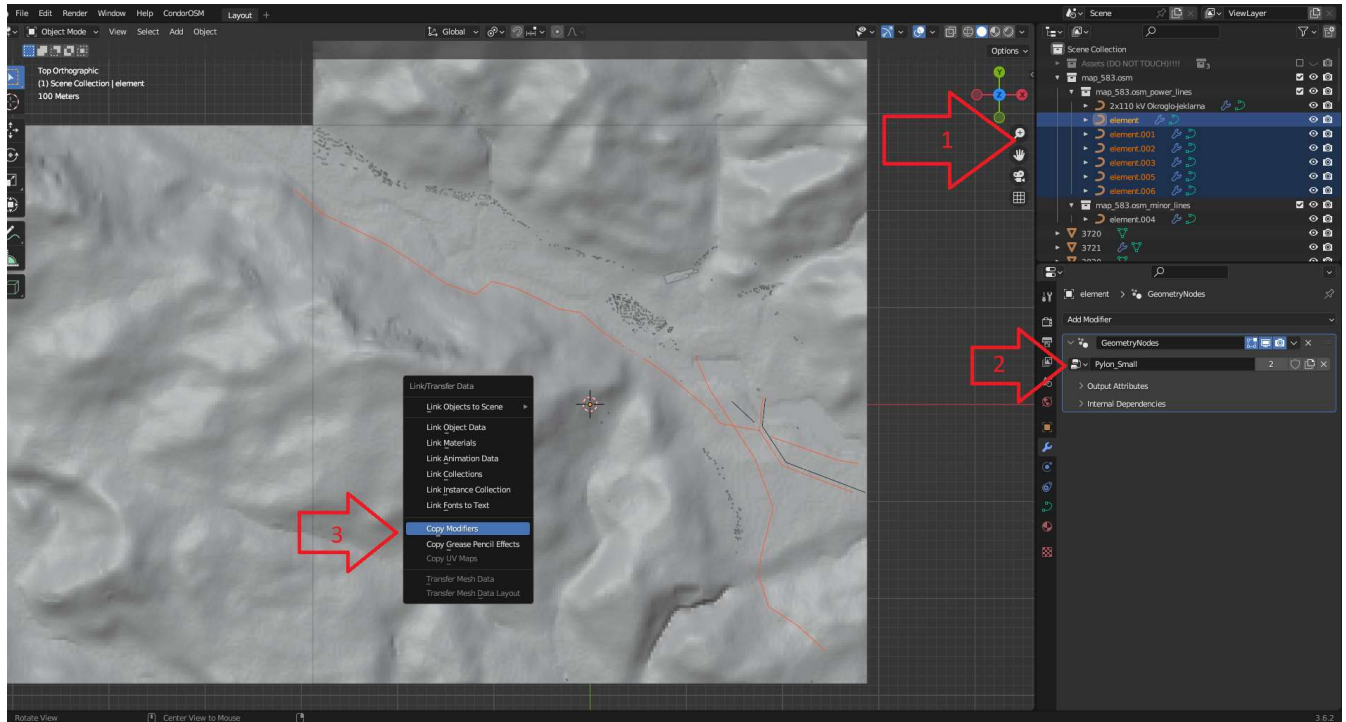 File Edit Render Window Help CondorOSM Layout +
Scene
ViewLayer
Object Mode View Select Add Object
Global
Options
Top Orthographic
(1) Scene Collection | element
100 Meters
Y
Z
X
1
Scene Collection
Assets (DO NOT TOUCH)!!!! 3
map_583.osm
map_583.osm_power_lines
2x110 kV Okroglo-Jeklarna
element
element.001
element.002
element.003
element.005
element.006
map_583.osm_minor_lines
element.004
3720
3721
element > GeometryNodes
Add Modifier
GeometryNodes
2
Pylon_Small 2
> Output Attributes
> Internal Dependencies
Link/Transfer Data
Link Objects to Scene
Link Object Data
Link Materials
Link Animation Data
Link Collections
Link Instance Collection
Link Fonts to Text
3
Copy Modifiers
Copy Grease Pencil Effects
Copy UV Maps
Transfer Mesh Data
Transfer Mesh Data Layout
Rotate View
Center View to Mouse
3.6.2